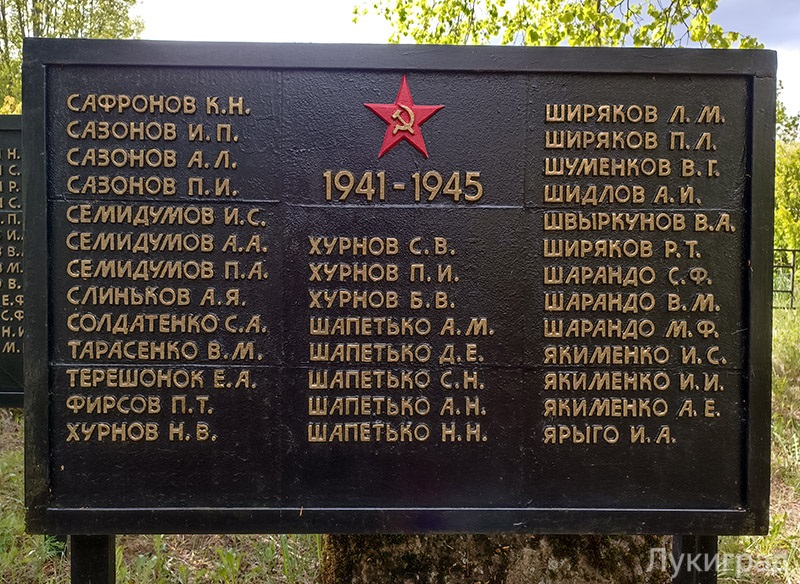 САФРОНОВ К.Н.
САЗОНОВ И.П.
САЗОНОВ А.Л.
САЗОНОВ П.И.
СЕМИДУМОВ И.С.
СЕМИДУМОВ А.А.
СЕМИДУМОВ П.А.
СЛИНЬКОВ А.Я.
СОЛДАТЕНКО С.А.
ТАРАСЕНКО В.М.
ТЕРЕШОНОК Е.А.
ФИРСОВ П.Т.
ХУРНОВ Н.В.
1941-1945
ХУРНОВ С.В.
ХУРНОВ П.И.
ХУРНОВ Б.В.
ШАПЕТЬКО А.М.
ШАПЕТЬКО Д.Е.
ШАПЕТЬКО С.Н.
ШАПЕТЬКО А.Н.
ШАПЕТЬКО Н.Н.
ШИРЯКОВ Л.М.
ШИРЯКОВ П.Л.
ШУМЕНКОВ В.Г.
ШИДЛОВ А.И.
ШВЫРКУНОВ В.А.
ШИРЯКОВ Р.Т.
ШАРАНДО С.Ф.
ШАРАНДО В.М.
ШАРАНДО М.Ф.
ЯКИМЕНКО И.С.
ЯКИМЕНКО И.И.
ЯКИМЕНКО А.Е.
ЯРЫГО И.А.
Лукиград